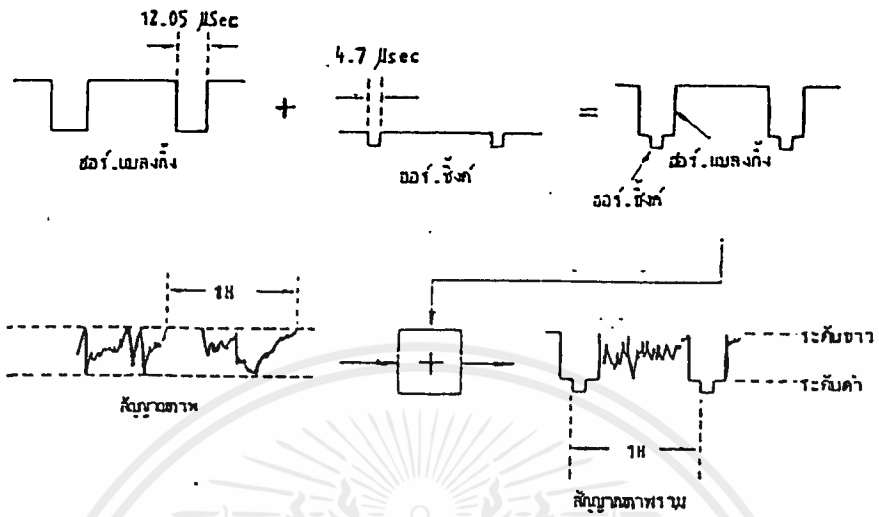 12.05 µSec
4.7 µsec
+
=
ฮอร์.แบลงกิ้ง
ฮอร์.ซิ้งค์
ฮอร์.แบลงกิ้ง
ฮอร์.ซิ้งค์
1H
+
ระดับขาว
ระดับดำ
สัญญาณภาพ
1H
สัญญาณภาพรวม